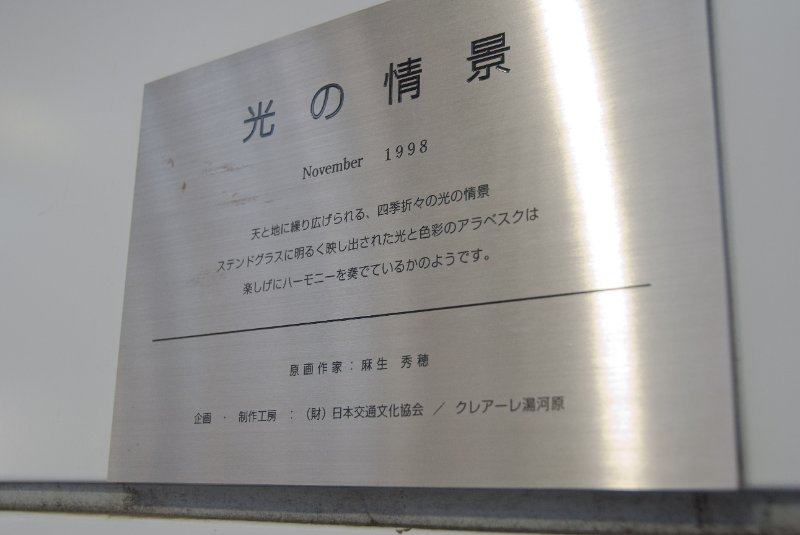 光の情景
November 1998
天と地に繰り広げられる、四季折々の光の情景
ステンドグラスに明るく映し出された光と色彩のアラベスクは
楽しげにハーモニーを奏でているかのようです。
原画作家：麻生 秀穂
企画 ・ 制作工房 ：（財）日本交通文化協会 ／ クレアーレ湯河原